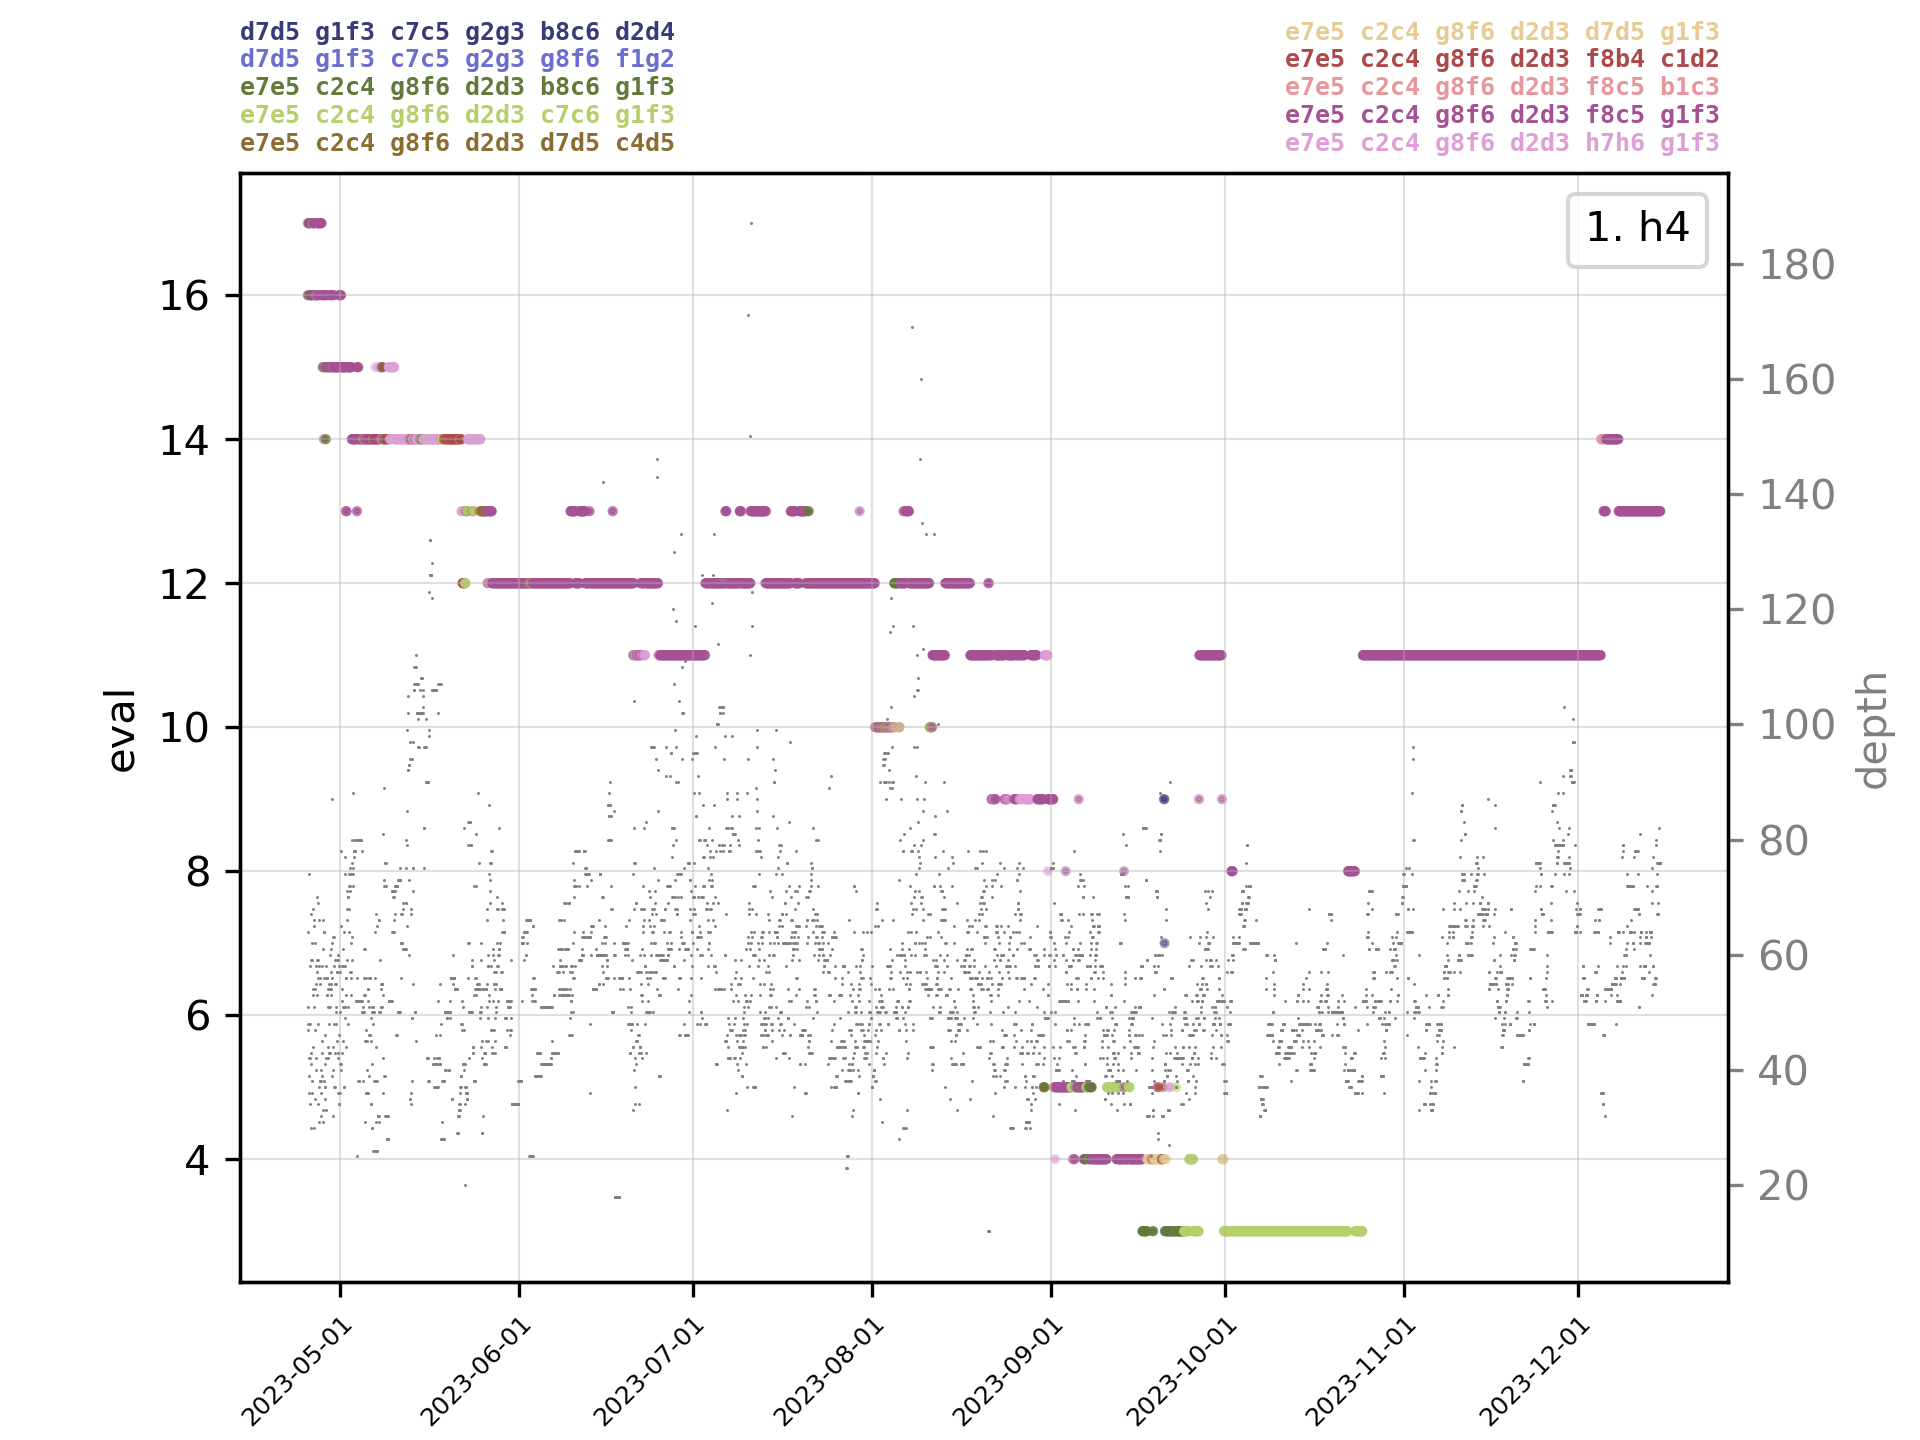 d7d5 g1f3 c7c5 g2g3 b8c6 d2d4
d7d5 g1f3 c7c5 g2g3 g8f6 f1g2
e7e5 c2c4 g8f6 d2d3 b8c6 g1f3
e7e5 c2c4 g8f6 d2d3 c7c6 g1f3
e7e5 c2c4 g8f6 d2d3 d7d5 c4d5
e7e5 c2c4 g8f6 d2d3 d7d5 g1f3
e7e5 c2c4 g8f6 d2d3 f8b4 c1d2
e7e5 c2c4 g8f6 d2d3 f8c5 b1c3
e7e5 c2c4 g8f6 d2d3 f8c5 g1f3
e7e5 c2c4 g8f6 d2d3 h7h6 g1f3
1. h4
eval
16
14
12
10
8
6
4
depth
180
160
140
120
100
80
60
40
20
2023-05-01
2023-06-01
2023-07-01
2023-08-01
2023-09-01
2023-10-01
2023-11-01
2023-12-01